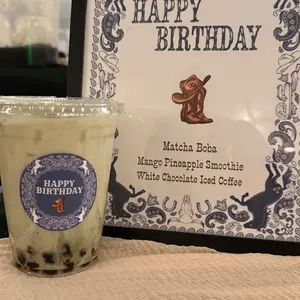 HAPPY
BIRTHDAY
Matcha Boba
Mango Pineapple Smoothie
White Chocolate Iced Coffee
HAPPY
BIRTHDAY